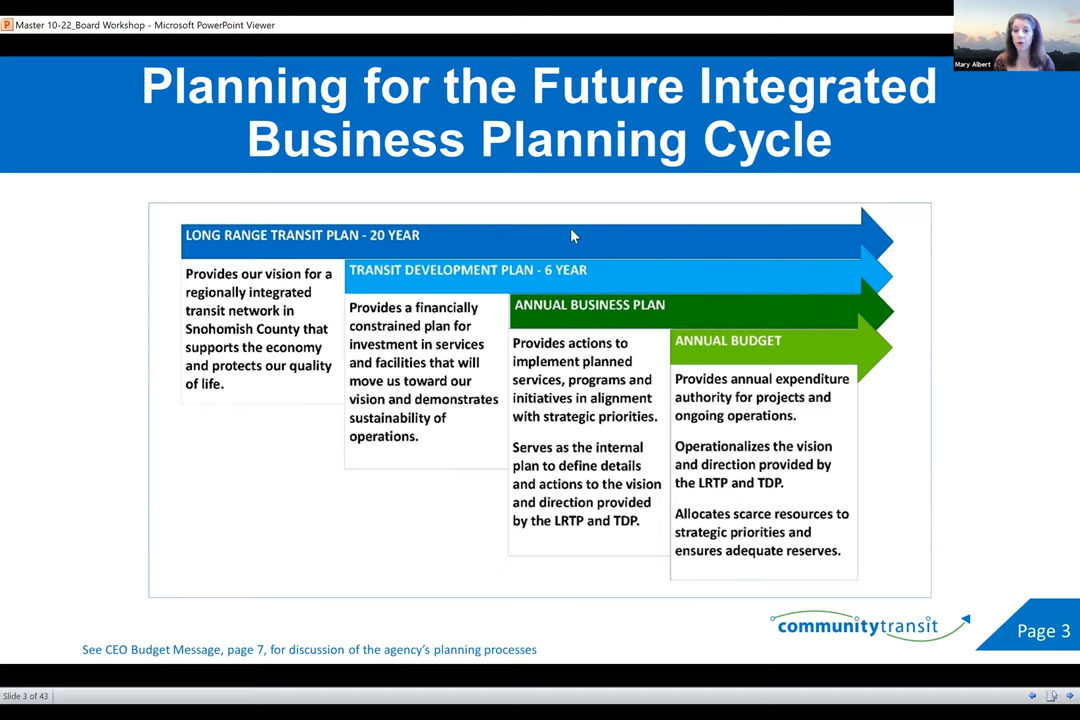 Master 10-22_Board Workshop - Microsoft PowerPoint Viewer
Mary Albert
Planning for the Future Integrated
Business Planning Cycle
LONG RANGE TRANSIT PLAN - 20 YEAR
Provides our vision for a
regionally integrated
transit network in
Snohomish County that
supports the economy
and protects our quality
of life.
TRANSIT DEVELOPMENT PLAN - 6 YEAR
Provides a financially
constrained plan for
investment in services
and facilities that will
move us toward our
vision and demonstrates
sustainability of
operations.
ANNUAL BUSINESS PLAN
Provides actions to
implement planned
services, programs and
initiatives in alignment
with strategic priorities.
Serves as the internal
plan to define details
and actions to the vision
and direction provided
by the LRTP and TDP.
ANNUAL BUDGET
Provides annual expenditure
authority for projects and
ongoing operations.
Operationalizes the vision
and direction provided by
the LRTP and TDP.
Allocates scarce resources to
strategic priorities and
ensures adequate reserves.
communitytransit
Page 3
See CEO Budget Message, page 7, for discussion of the agency's planning processes
Slide 3 of 43